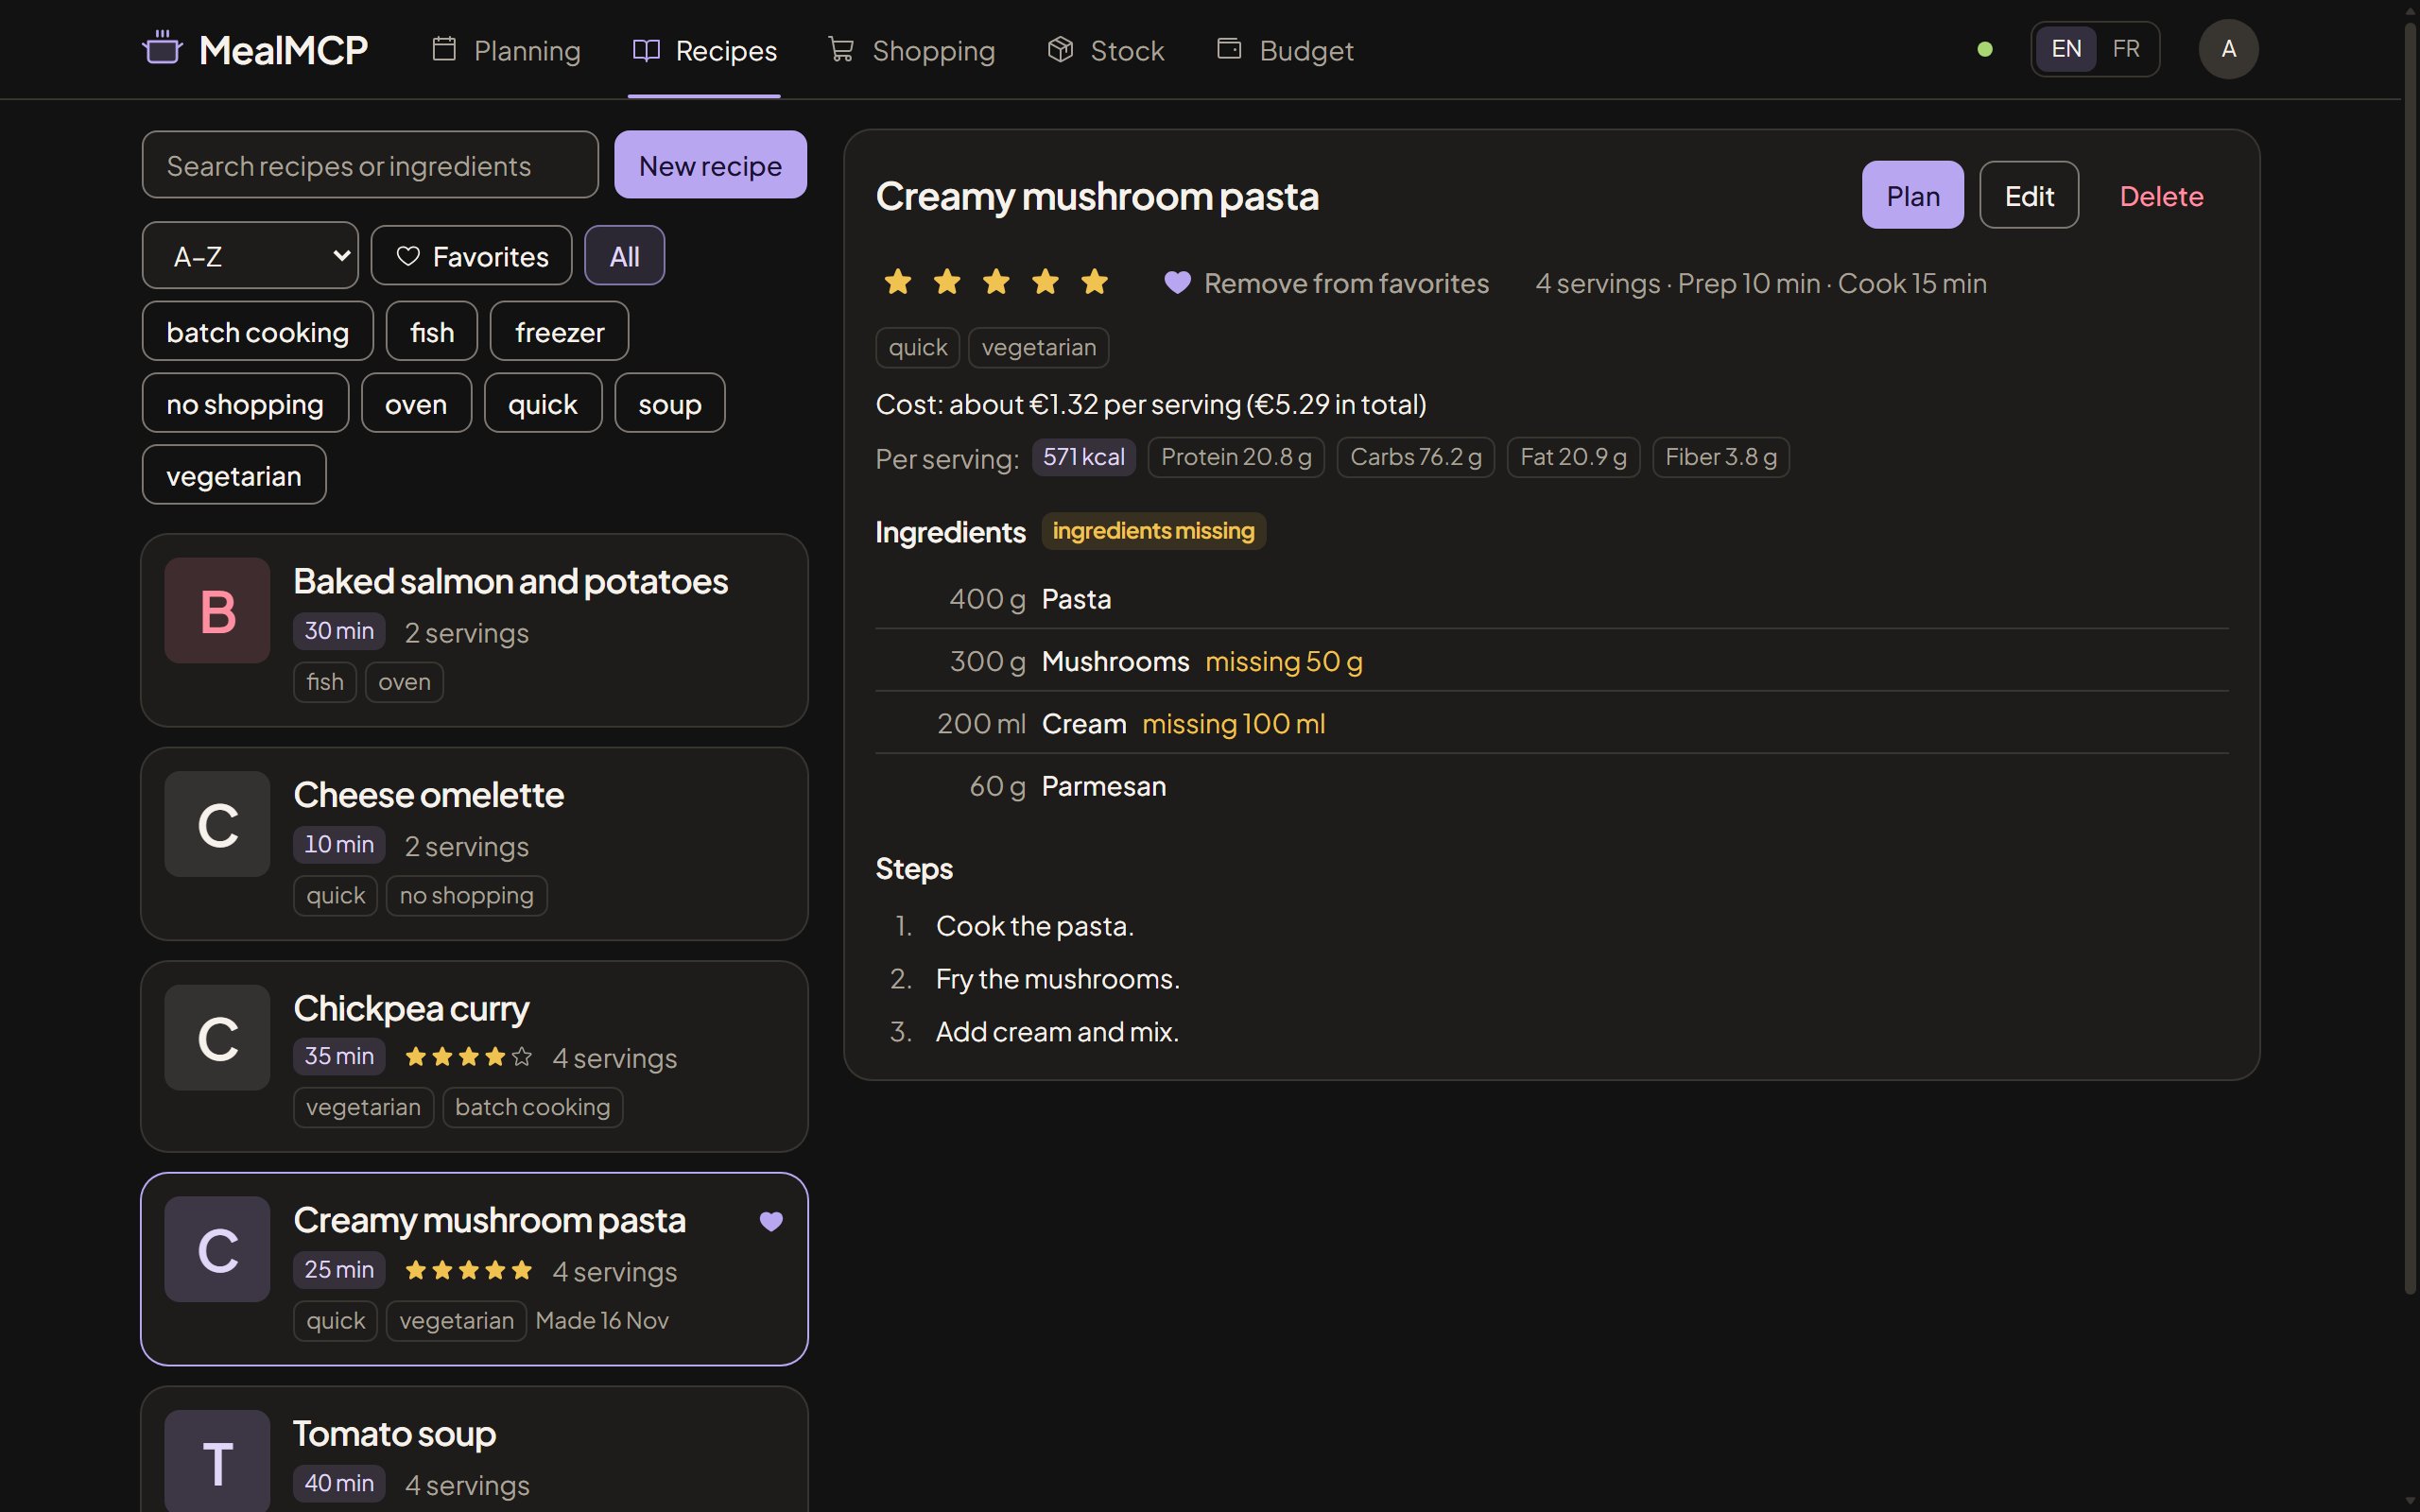 MealMCP Planning Recipes Shopping Stock Budget EN FR A
Search recipes or ingredients New recipe
A–Z Favorites All
batch cooking fish freezer
no shopping oven quick soup
vegetarian
B
Baked salmon and potatoes
30 min 2 servings
fish oven
C
Cheese omelette
10 min 2 servings
quick no shopping
C
Chickpea curry
35 min 4 servings
vegetarian batch cooking
C
Creamy mushroom pasta
25 min 4 servings
quick vegetarian Made 16 Nov
T
Tomato soup
40 min 4 servings
Creamy mushroom pasta Plan Edit Delete
Remove from favorites 4 servings · Prep 10 min · Cook 15 min
quick vegetarian
Cost: about €1.32 per serving (€5.29 in total)
Per serving: 571 kcal Protein 20.8 g Carbs 76.2 g Fat 20.9 g Fiber 3.8 g
Ingredients ingredients missing
400 g Pasta
300 g Mushrooms missing 50 g
200 ml Cream missing 100 ml
60 g Parmesan
Steps
1. Cook the pasta.
2. Fry the mushrooms.
3. Add cream and mix.